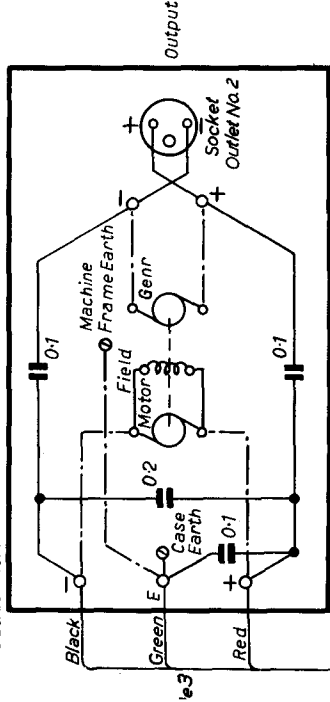 Output
Black
Green
Red
le3
−
E
+
0·1
0·2
Case
Earth
0·1
Machine
Frame Earth
Field
Motor
Genr
−
+
0·1
+
−
Socket
Outlet No.2